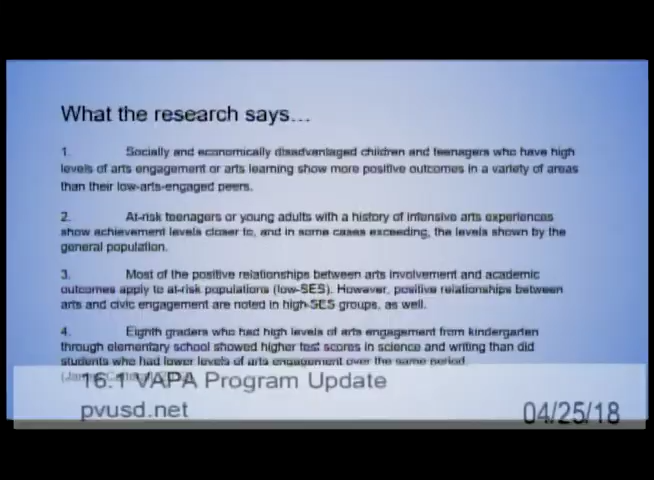 What the research says...
1. Socially and economically disadvantaged children and teenagers who have high
levels of arts engagement or arts learning show more positive outcomes in a variety of areas
than their low-arts-engaged peers.
2. At-risk teenagers or young adults with a history of intensive arts experiences
show achievement levels closer to, and in some cases exceeding, the levels shown by the
general population.
3. Most of the positive relationships between arts involvement and academic
outcomes apply to at-risk populations (low-SES). However, positive relationships between
arts and civic engagement are noted in high-SES groups, as well.
4. Eighth graders who had high levels of arts engagement from kindergarten
through elementary school showed higher test scores in science and writing than did
students who had lower levels of arts engagement over the same period.
16.1 VAPA Program Update
pvusd.net
04/25/18